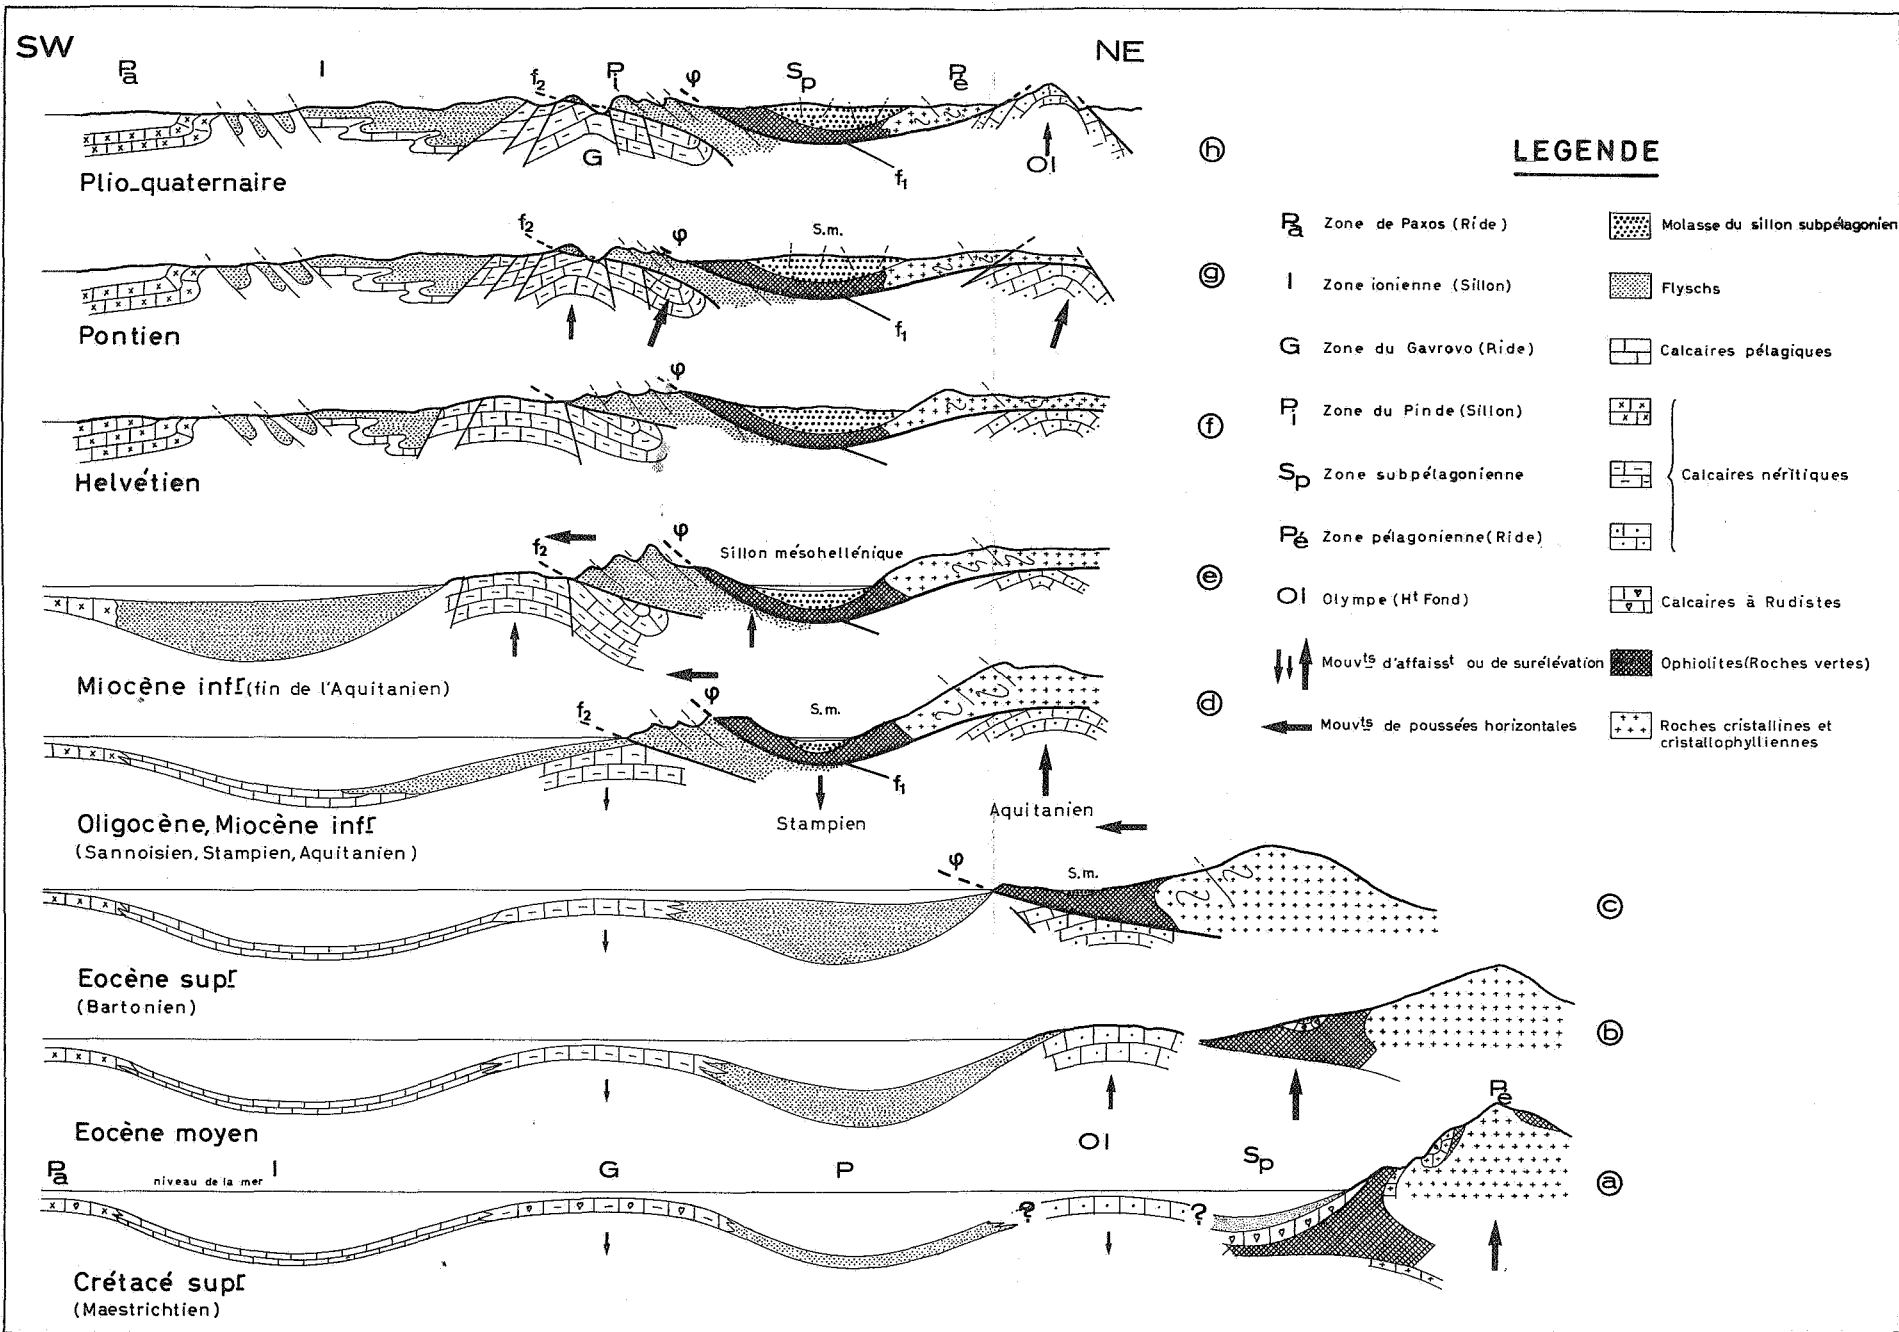 SW
NE
Pa I f2 Pi φ Sp Pé
G f1 Ol
Plio-quaternaire
ⓗ
f2 φ S.m.
f1
Pontien
ⓖ
φ
Helvétien
ⓕ
f2 φ Sillon mésohellénique
Miocène infr (fin de l'Aquitanien)
ⓔ
f2 φ S.m.
f1
Stampien
Aquitanien
Oligocène, Miocène infr
(Sannoisien, Stampien, Aquitanien)
ⓓ
φ S.m.
Eocène supr
(Bartonien)
ⓒ
Eocène moyen
ⓑ
Pa I G P Ol Sp Pé
niveau de la mer
? ?
Crétacé supr
(Maestrichtien)
ⓐ
LEGENDE
Pa Zone de Paxos (Ride)
I Zone ionienne (Sillon)
G Zone du Gavrovo (Ride)
Pi Zone du Pinde (Sillon)
Sp Zone subpélagonienne
Pé Zone pélagonienne (Ride)
Ol Olympe (Ht Fond)
Mouvts d'affaisst ou de surélévation
Mouvts de poussées horizontales
Molasse du sillon subpélagonien
Flyschs
Calcaires pélagiques
Calcaires néritiques
Calcaires à Rudistes
Ophiolites (Roches vertes)
Roches cristallines et
cristallophylliennes